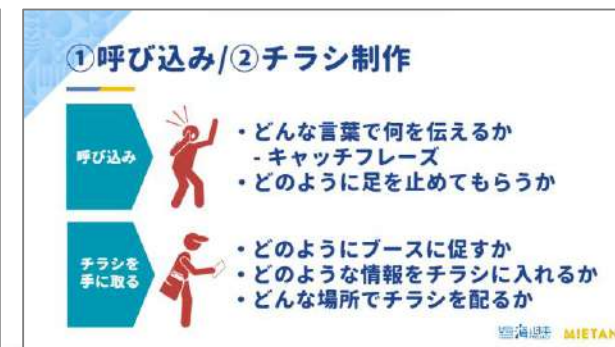 ①呼び込み/②チラシ制作
呼び込み
・どんな言葉で何を伝えるか
- キャッチフレーズ
・どのように足を止めてもらうか
チラシを
手に取る
・どのようにブースに促すか
・どのような情報をチラシに入れるか
・どんな場所でチラシを配るか
MIETAN